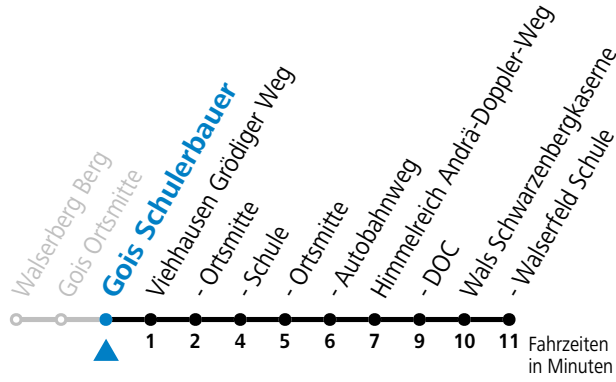 Walserberg Berg
Gois Ortsmitte
Gois Schulerbauer
Viehhausen Grödiger Weg
- Ortsmitte
- Schule
- Ortsmitte
- Autobahnweg
Himmelreich Andrä-Doppler-Weg
- DOC
Wals Schwarzenbergkaserne
- Walserfeld Schule
1 2 4 5 6 7 9 10 11
Fahrzeiten
in Minuten